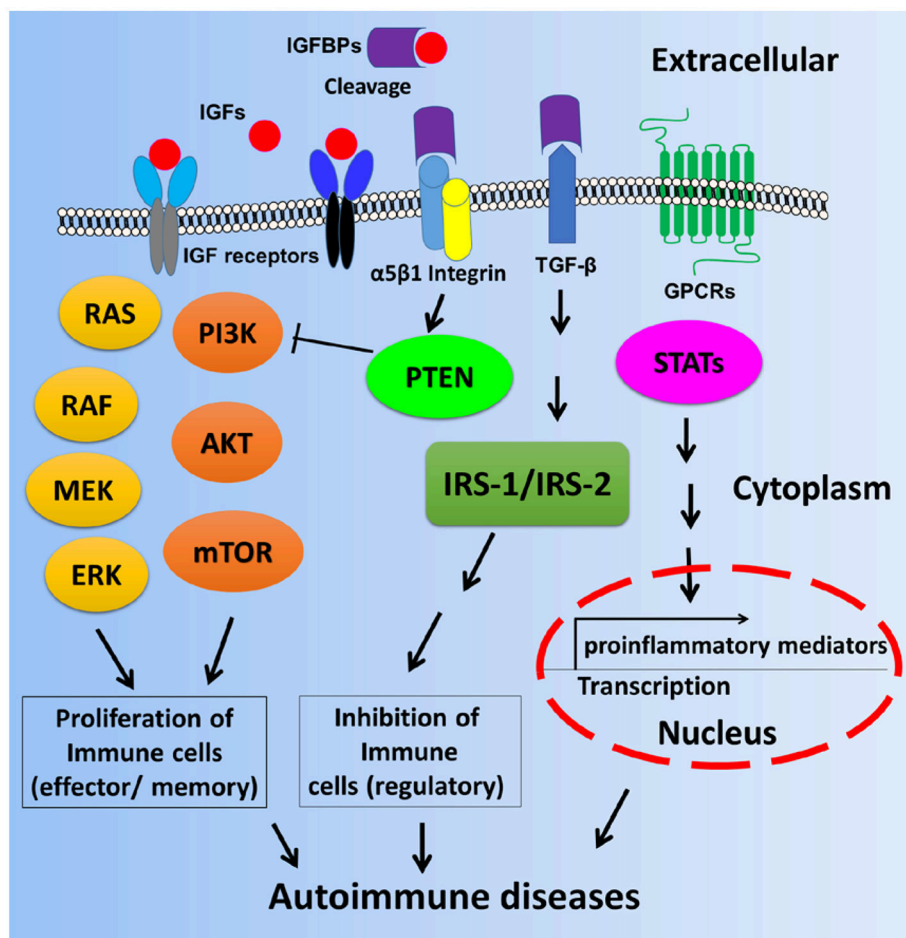 IGFBPs
Cleavage
Extracellular
IGFs
IGF receptors
α5β1 Integrin
TGF-β
GPCRs
RAS
PI3K
PTEN
STATs
RAF
AKT
IRS-1/IRS-2
MEK
Cytoplasm
mTOR
ERK
proinflammatory mediators
Transcription
Nucleus
Proliferation of
Immune cells
(effector/ memory)
Inhibition of
Immune
cells (regulatory)
Autoimmune diseases